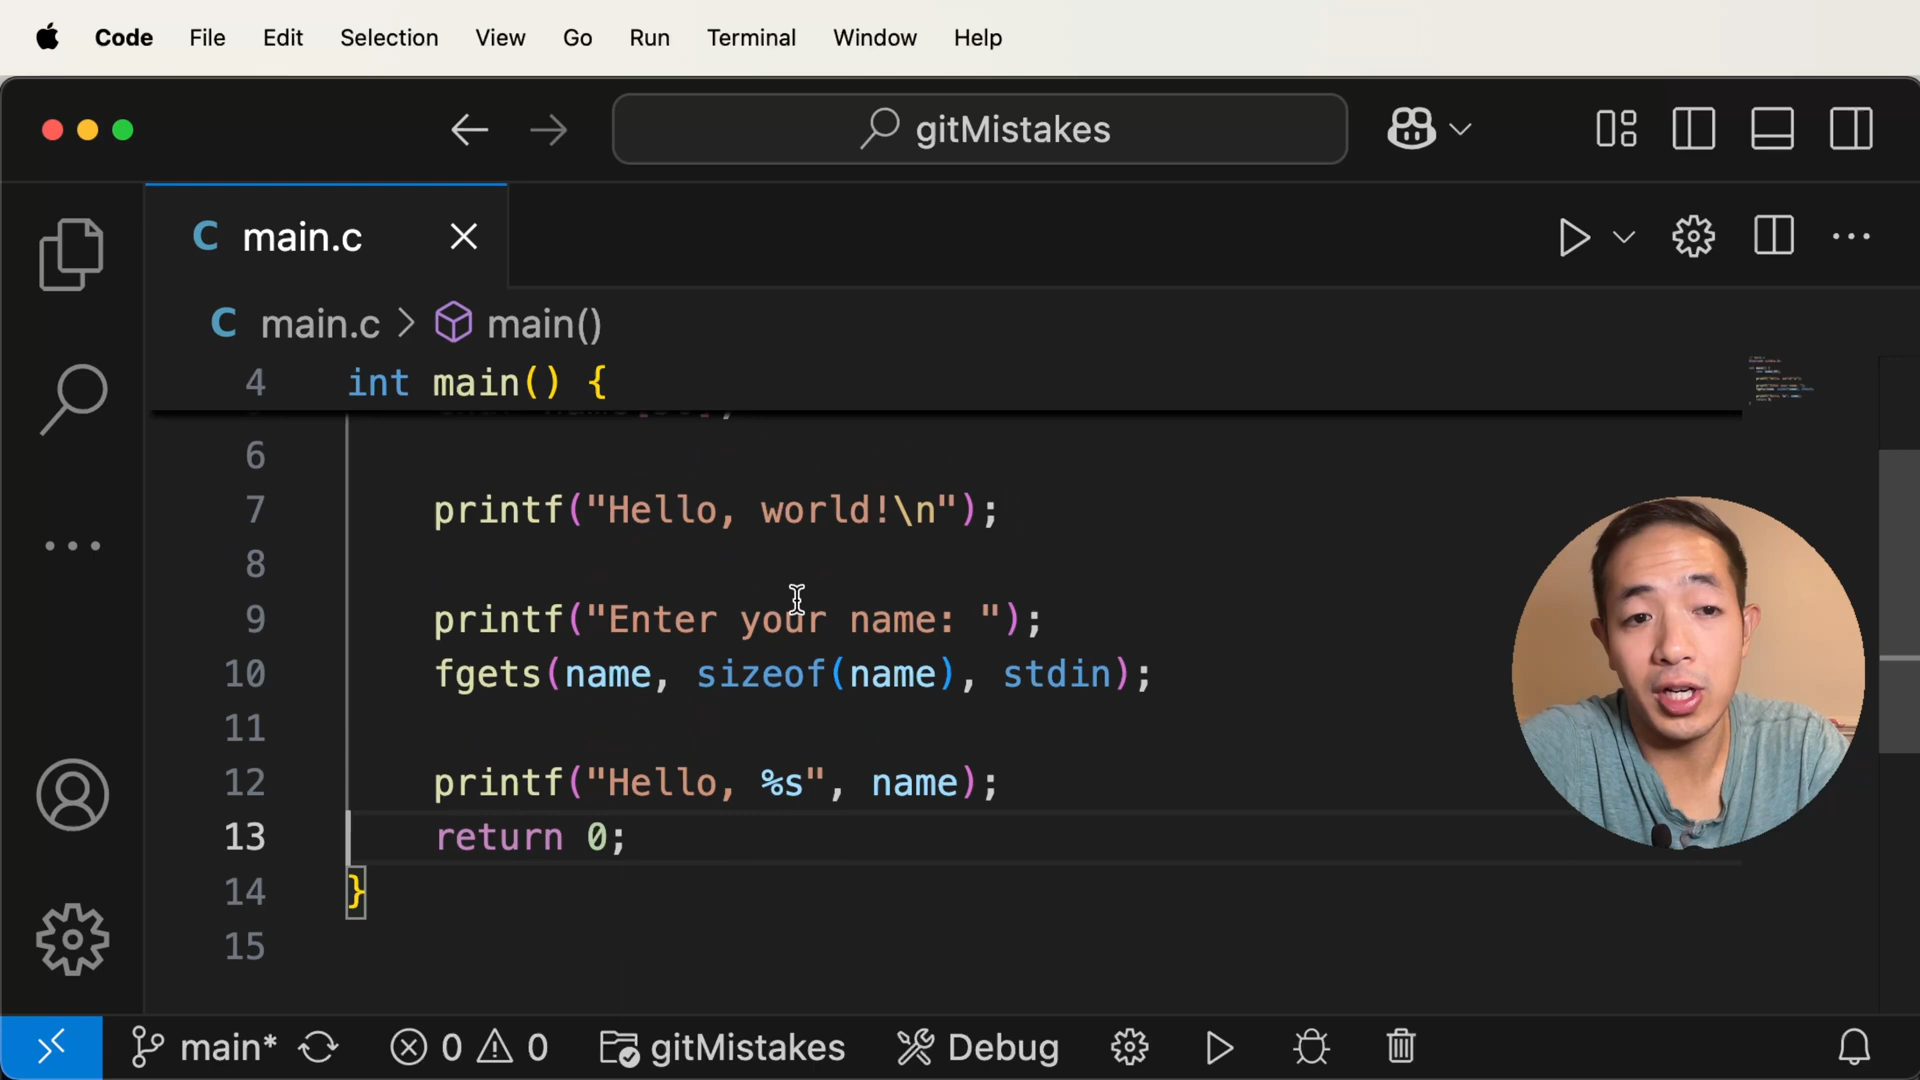 Code File Edit Selection View Go Run Terminal Window Help
gitMistakes
main.c
main.c > main()
4 int main() {
6
7 printf("Hello, world!\n");
8
9 printf("Enter your name: ");
10 fgets(name, sizeof(name), stdin);
11
12 printf("Hello, %s", name);
13 return 0;
14 }
15
main* 0 0 gitMistakes Debug